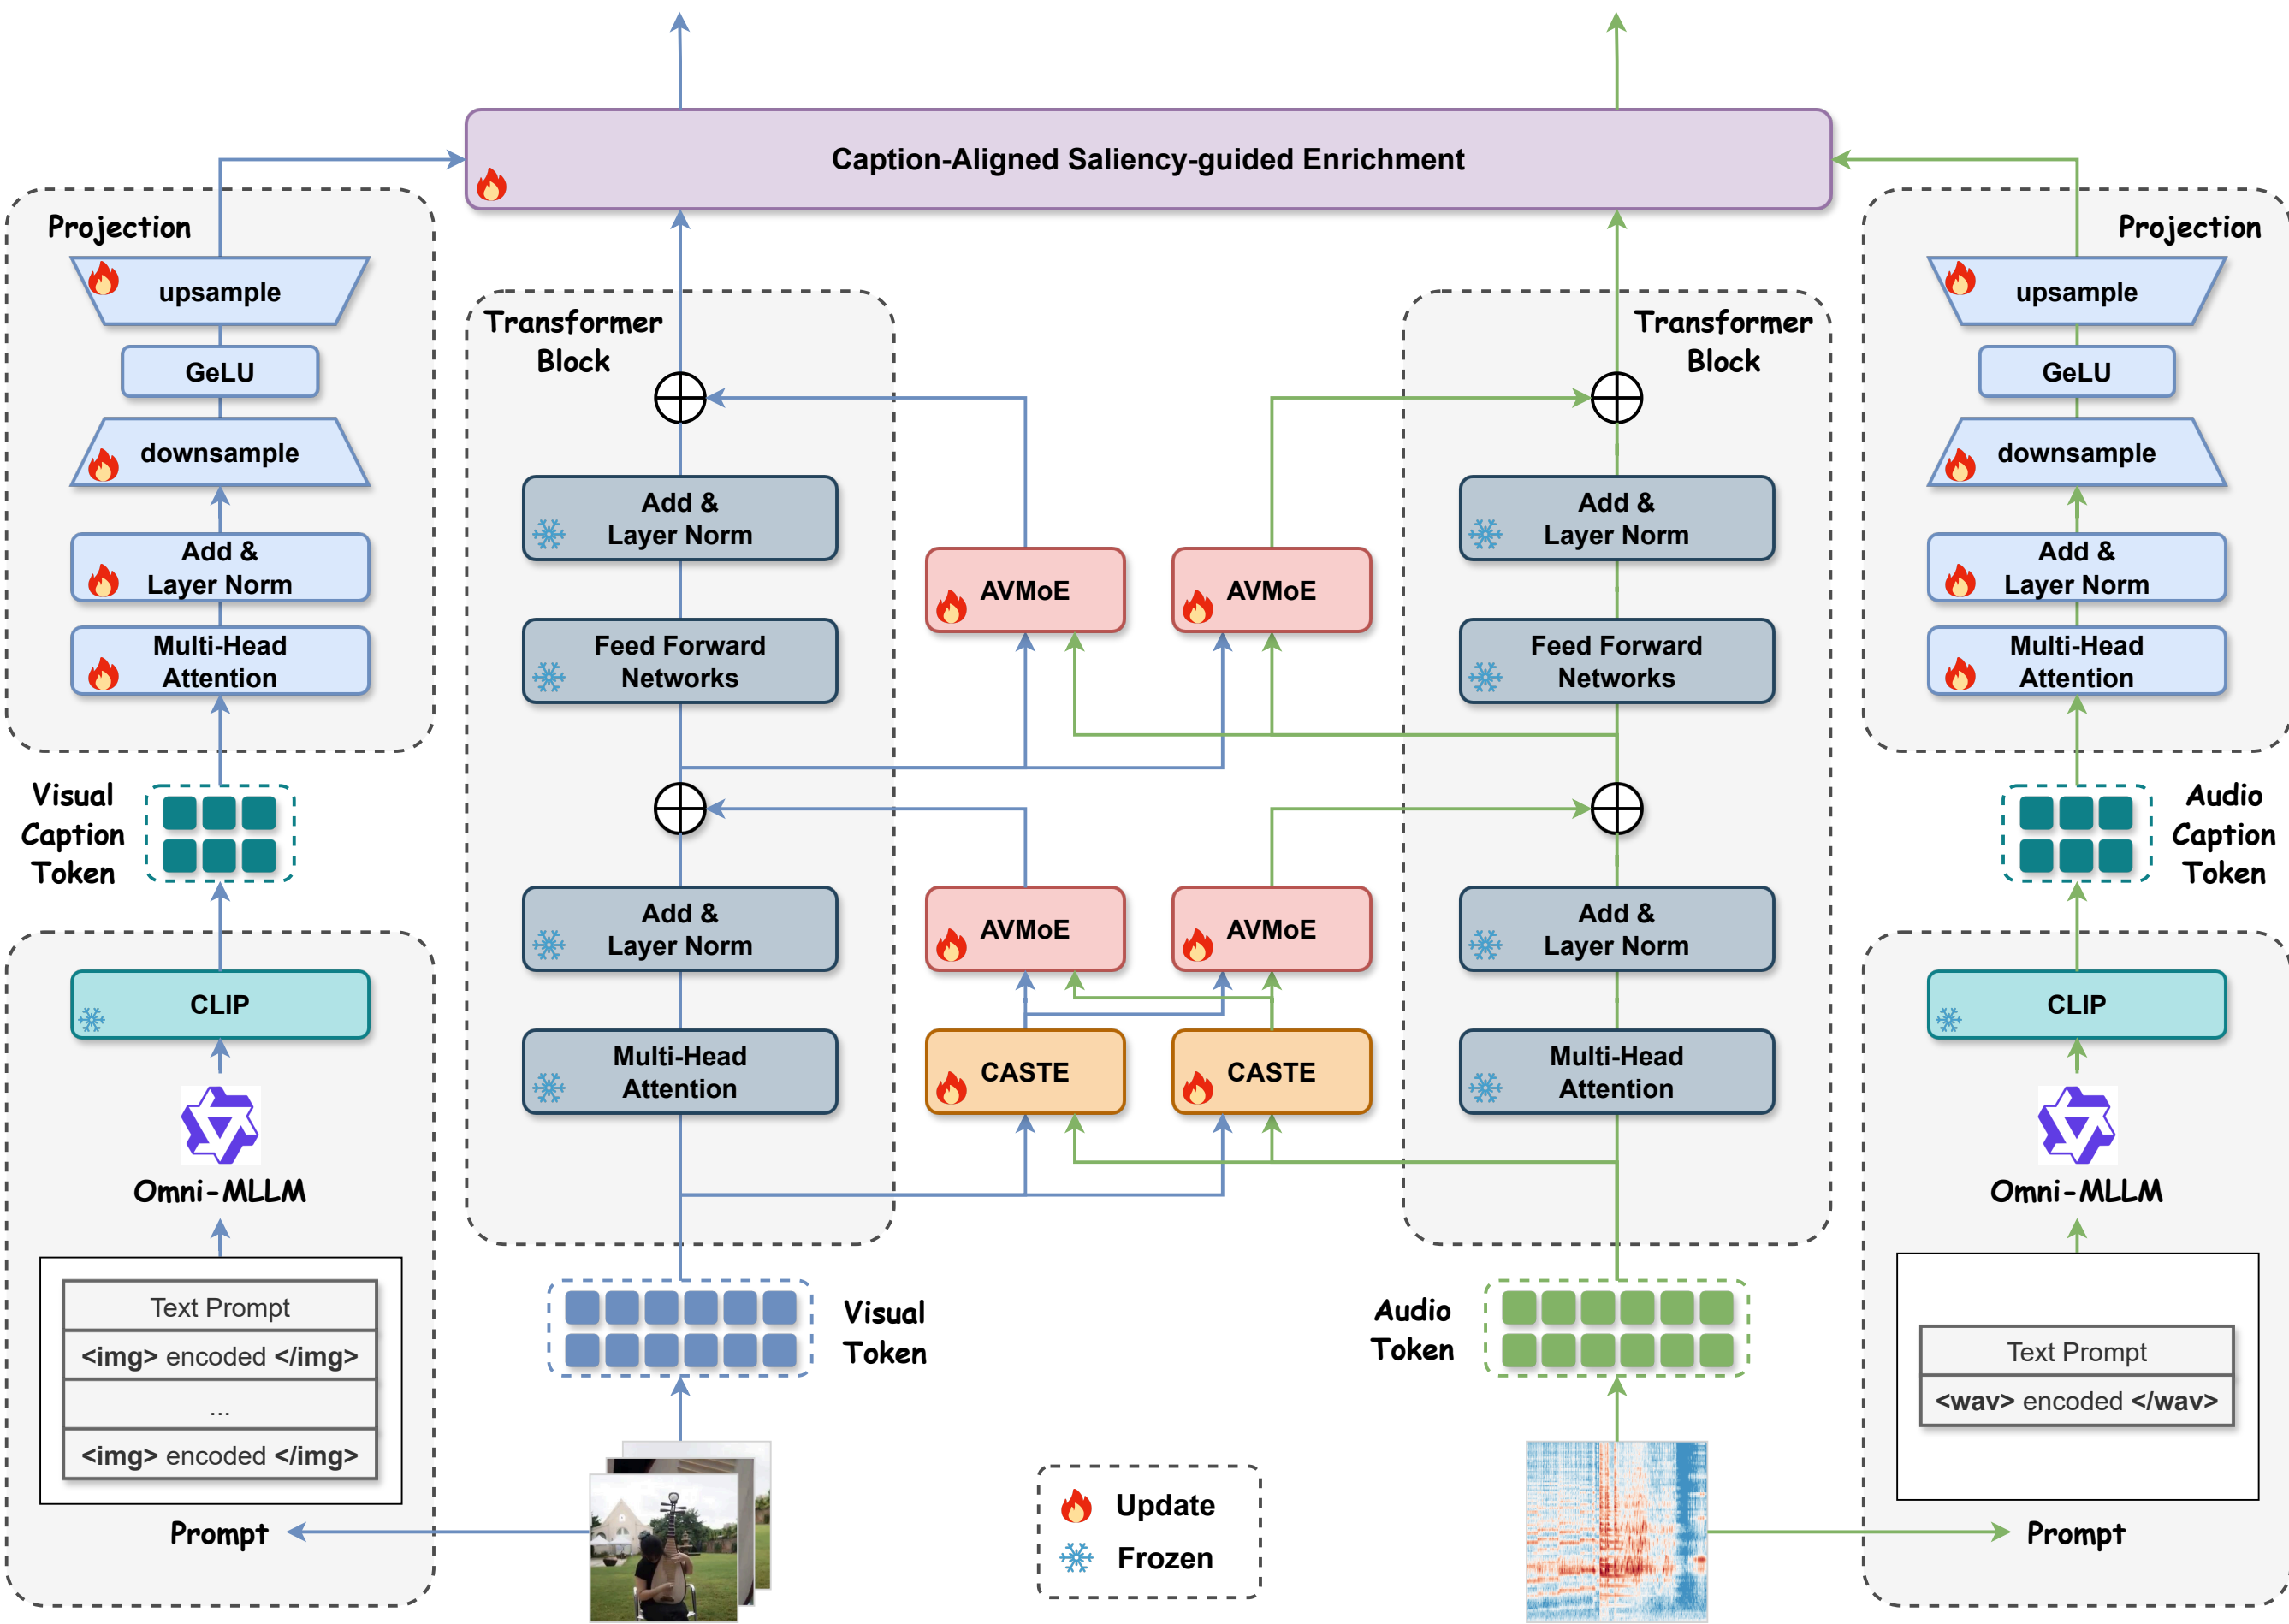 Caption-Aligned Saliency-guided Enrichment
Projection
upsample
GeLU
downsample
Add &
Layer Norm
Multi-Head
Attention
Visual
Caption
Token
CLIP
Omni-MLLM
Text Prompt
<img> encoded </img>
...
<img> encoded </img>
Prompt
Transformer
Block
Add &
Layer Norm
Feed Forward
Networks
Add &
Layer Norm
Multi-Head
Attention
Visual
Token
AVMoE
AVMoE
AVMoE
AVMoE
CASTE
CASTE
Update
Frozen
Transformer
Block
Add &
Layer Norm
Feed Forward
Networks
Add &
Layer Norm
Multi-Head
Attention
Audio
Token
Projection
upsample
GeLU
downsample
Add &
Layer Norm
Multi-Head
Attention
Audio
Caption
Token
CLIP
Omni-MLLM
Text Prompt
<wav> encoded </wav>
Prompt